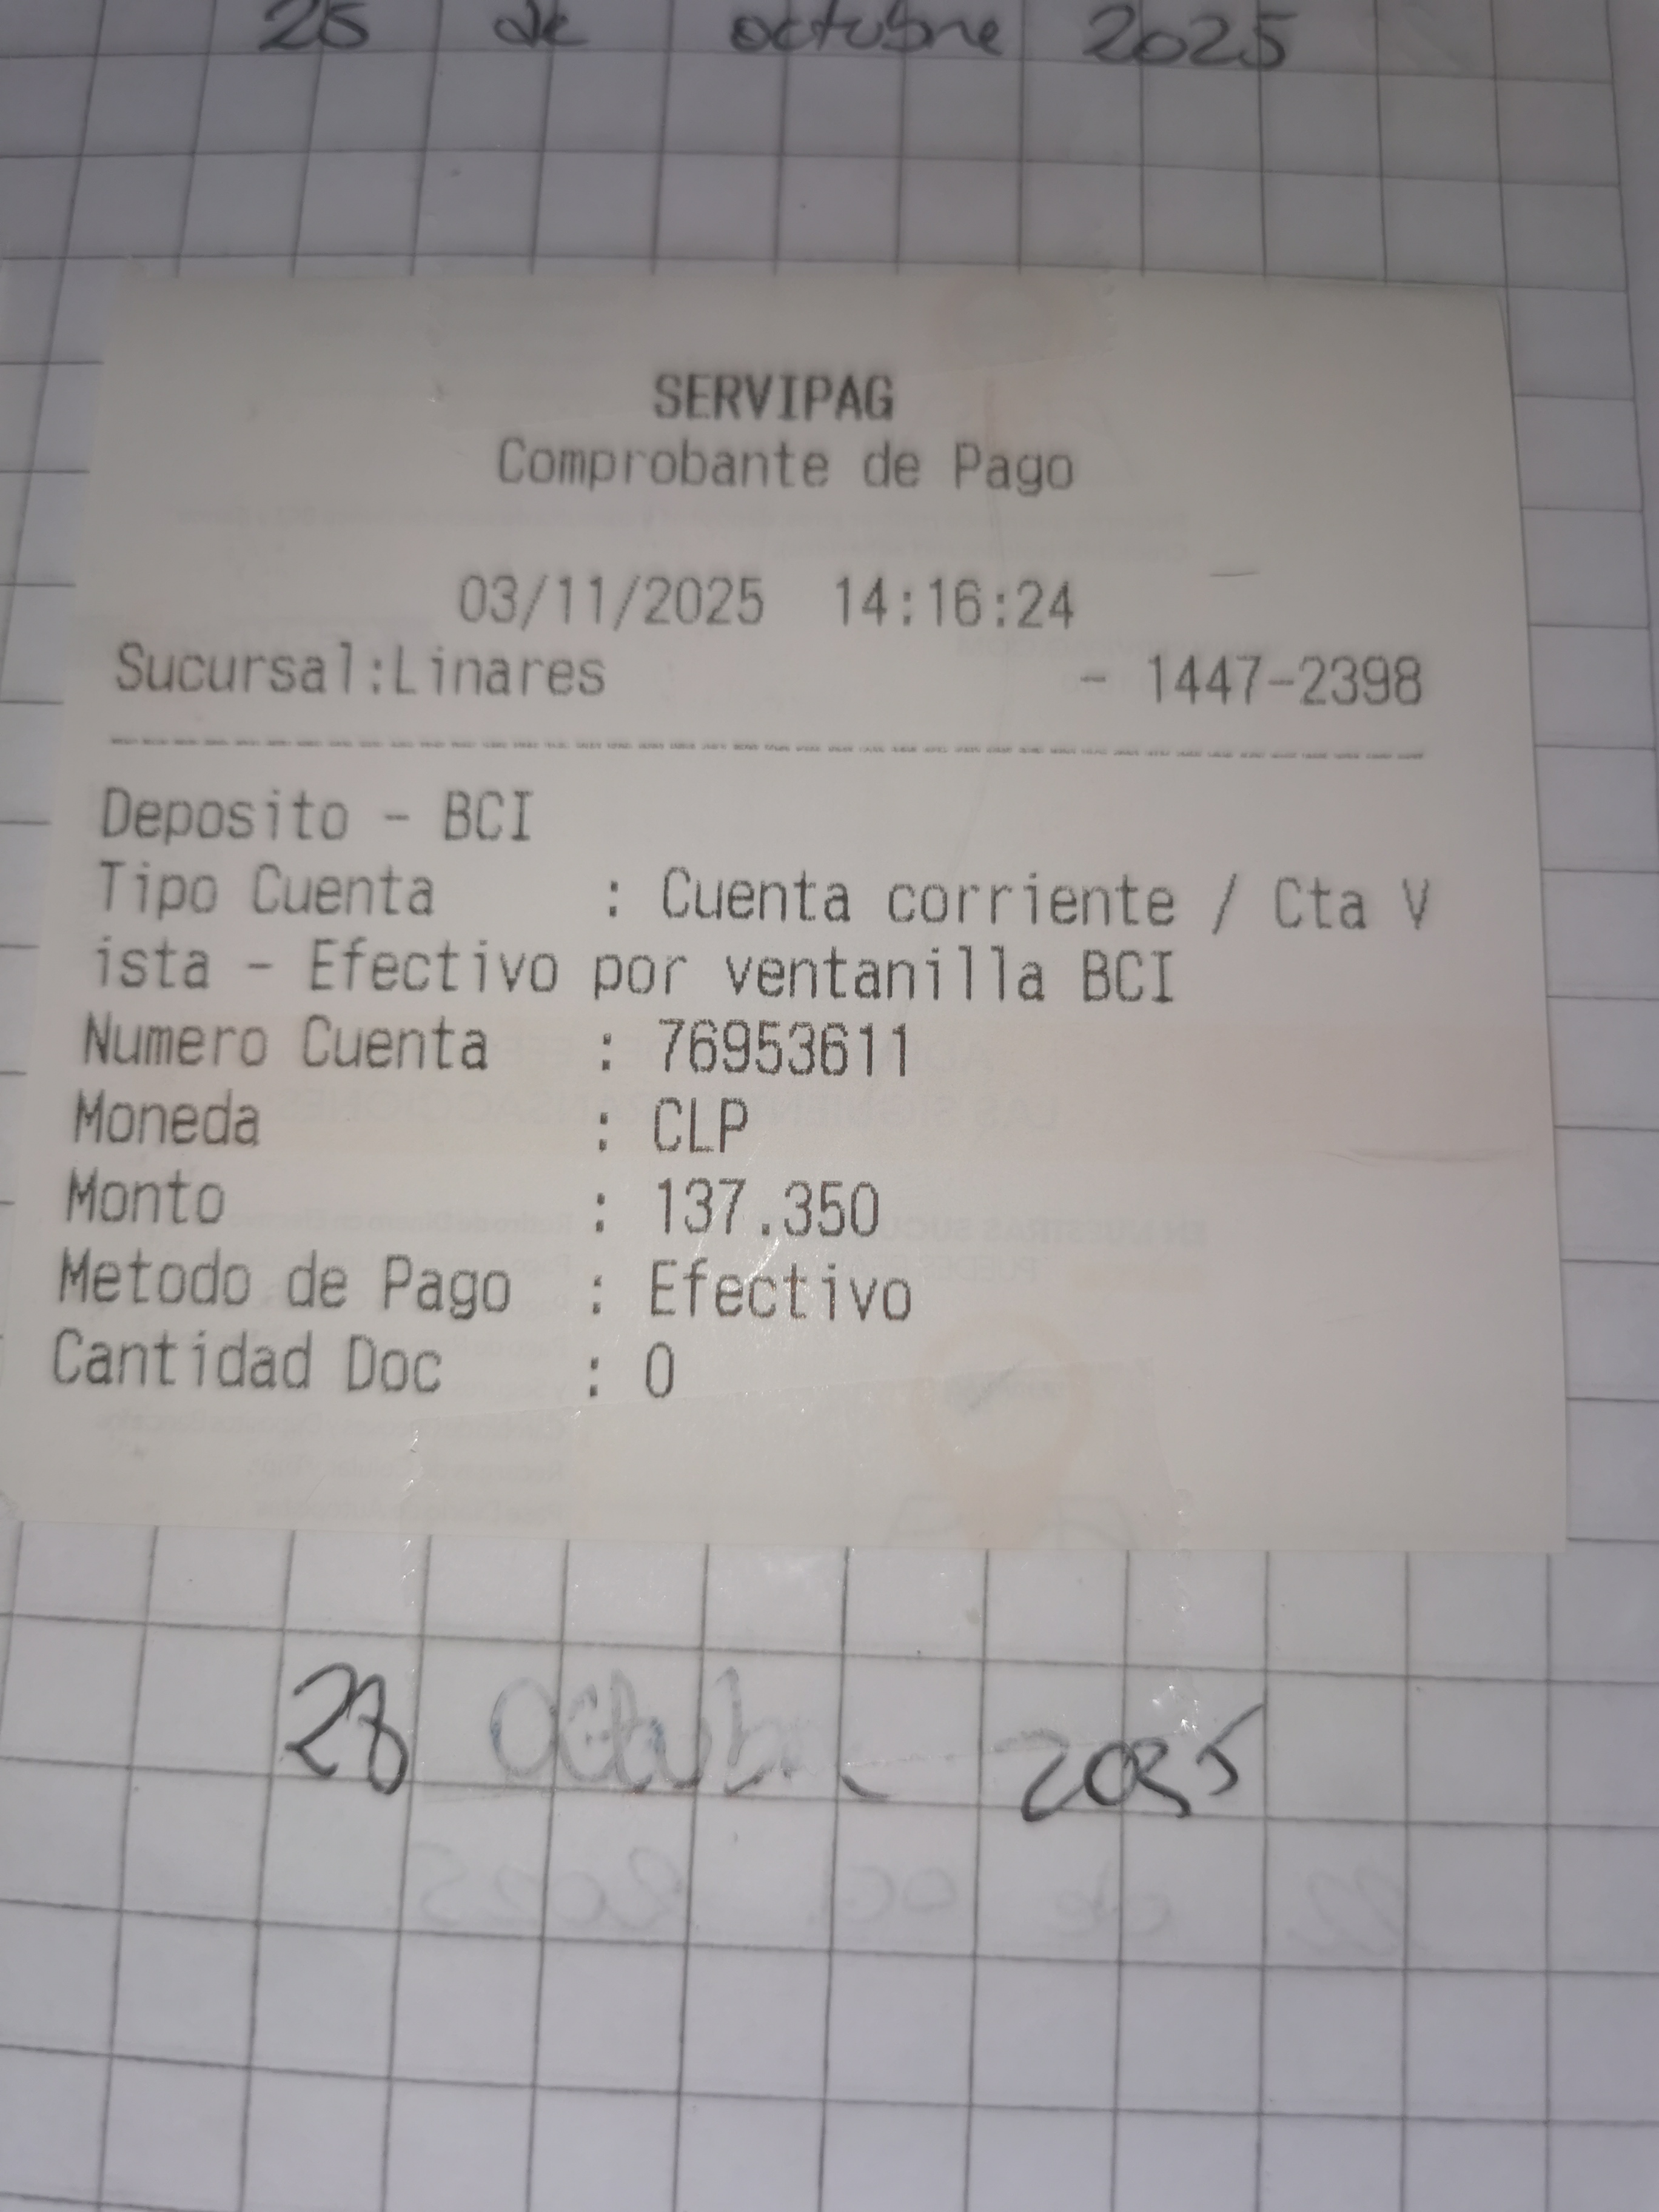 25 de octubre 2025
SERVIPAG
Comprobante de Pago
03/11/2025 14:16:24
Sucursal:Linares - 1447-2398
Deposito - BCI
Tipo Cuenta : Cuenta corriente / Cta V
ista - Efectivo por ventanilla BCI
Numero Cuenta : 76953611
Moneda : CLP
Monto : 137.350
Metodo de Pago : Efectivo
Cantidad Doc : 0
28 2025